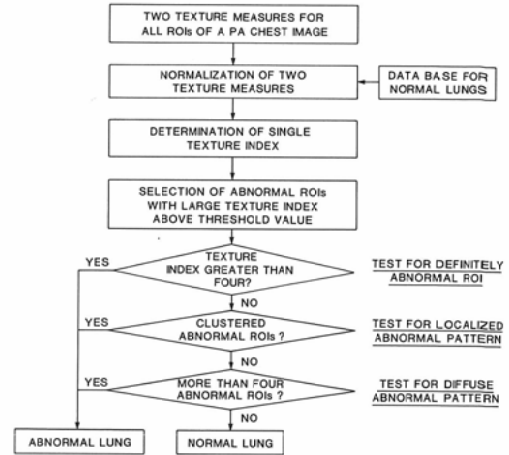 TWO TEXTURE MEASURES FOR
ALL ROIs OF A PA CHEST IMAGE
NORMALIZATION OF TWO
TEXTURE MEASURES
DATA BASE FOR
NORMAL LUNGS
DETERMINATION OF SINGLE
TEXTURE INDEX
SELECTION OF ABNORMAL ROIs
WITH LARGE TEXTURE INDEX
ABOVE THRESHOLD VALUE
YES
TEXTURE
INDEX GREATER THAN
FOUR?
TEST FOR DEFINITELY
ABNORMAL ROI
NO
YES
CLUSTERED
ABNORMAL ROIs ?
TEST FOR LOCALIZED
ABNORMAL PATTERN
NO
YES
MORE THAN FOUR
ABNORMAL ROIs ?
TEST FOR DIFFUSE
ABNORMAL PATTERN
NO
ABNORMAL LUNG
NORMAL LUNG